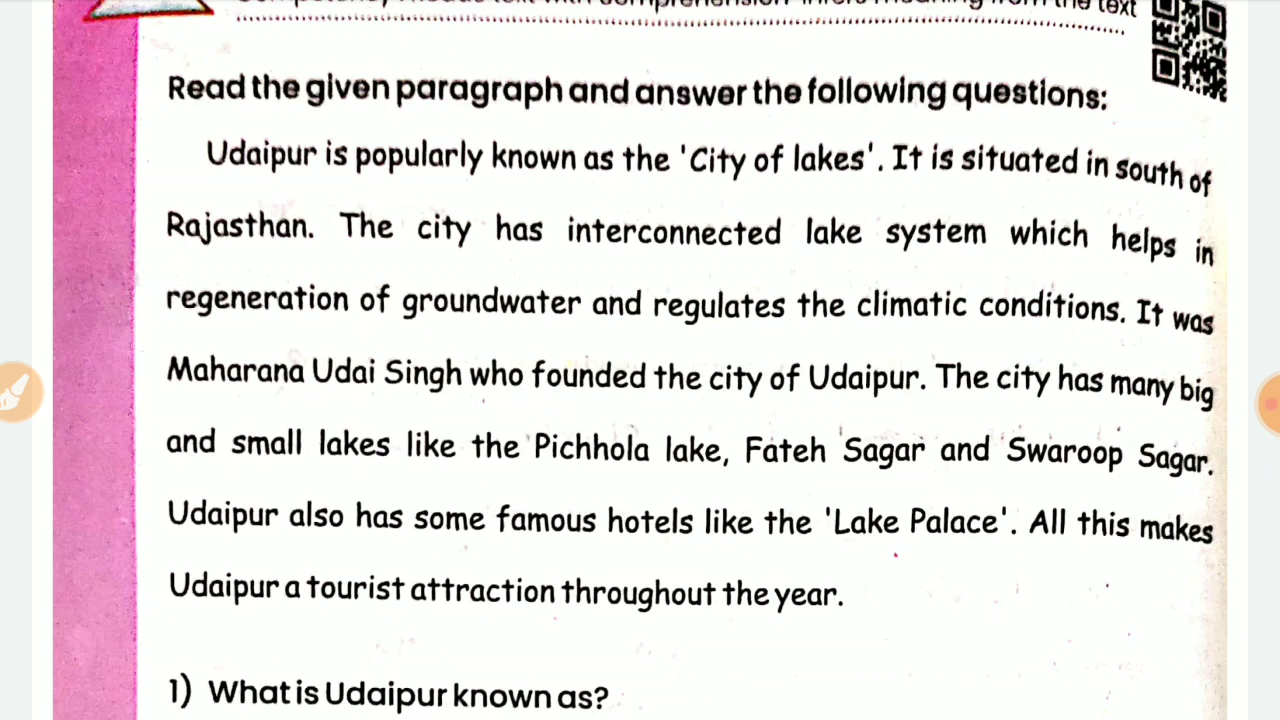 the text
Read the given paragraph and answer the following questions:
Udaipur is popularly known as the 'City of lakes'. It is situated in south of
Rajasthan. The city has interconnected lake system which helps in
regeneration of groundwater and regulates the climatic conditions. It was
Maharana Udai Singh who founded the city of Udaipur. The city has many big
and small lakes like the Pichhola lake, Fateh Sagar and Swaroop Sagar.
Udaipur also has some famous hotels like the 'Lake Palace'. All this makes
Udaipur a tourist attraction throughout the year.
1) What is Udaipur known as?